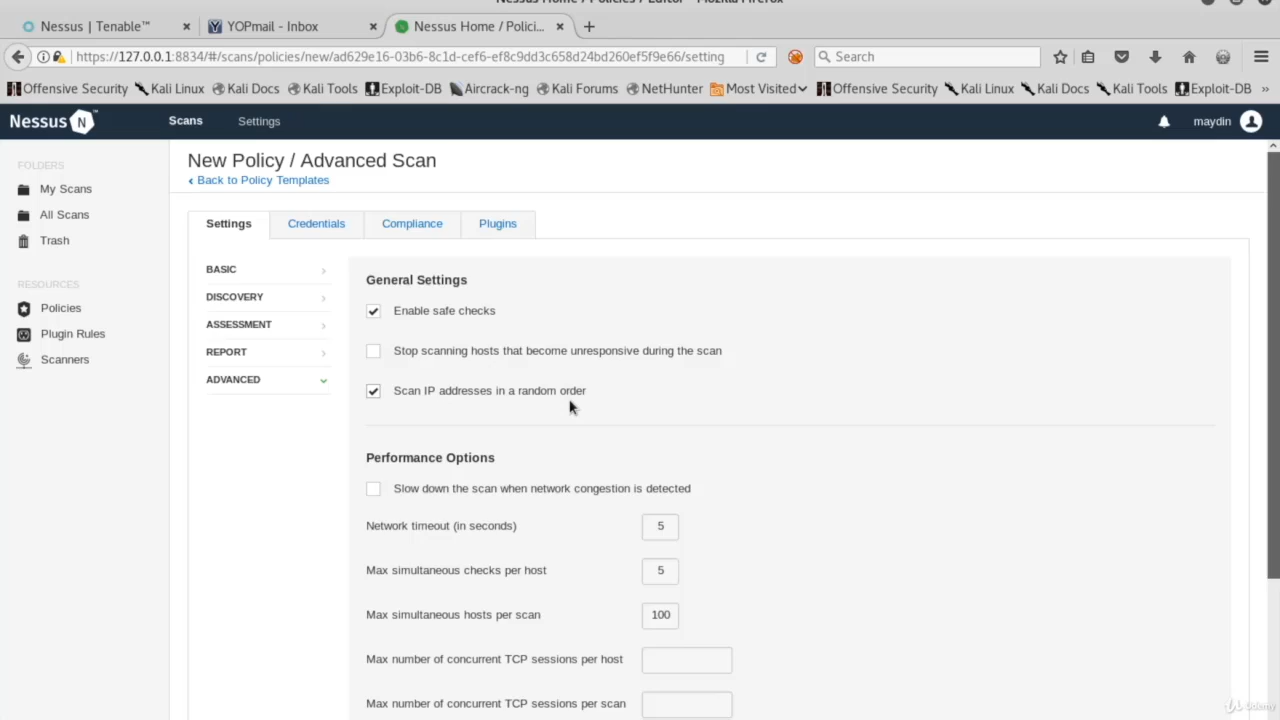 Nessus Home / Policies / Editor - Mozilla Firefox
Nessus | Tenable™ × YOPmail - Inbox × Nessus Home / Polici... ×
https://127.0.0.1:8834/#/scans/policies/new/ad629e16-03b6-8c1d-cef6-ef8c9dd3c658d24bd260ef5f9e66/setting Search
Offensive Security Kali Linux Kali Docs Kali Tools Exploit-DB Aircrack-ng Kali Forums NetHunter Most Visited Offensive Security Kali Linux Kali Docs Kali Tools Exploit-DB »
Nessus N ™ Scans Settings maydin
FOLDERS
My Scans
All Scans
Trash
RESOURCES
Policies
Plugin Rules
Scanners
New Policy / Advanced Scan
‹ Back to Policy Templates
Settings Credentials Compliance Plugins
BASIC
DISCOVERY
ASSESSMENT
REPORT
ADVANCED
General Settings
Enable safe checks
Stop scanning hosts that become unresponsive during the scan
Scan IP addresses in a random order
Performance Options
Slow down the scan when network congestion is detected
Network timeout (in seconds) 5
Max simultaneous checks per host 5
Max simultaneous hosts per scan 100
Max number of concurrent TCP sessions per host
Max number of concurrent TCP sessions per scan
Udemy